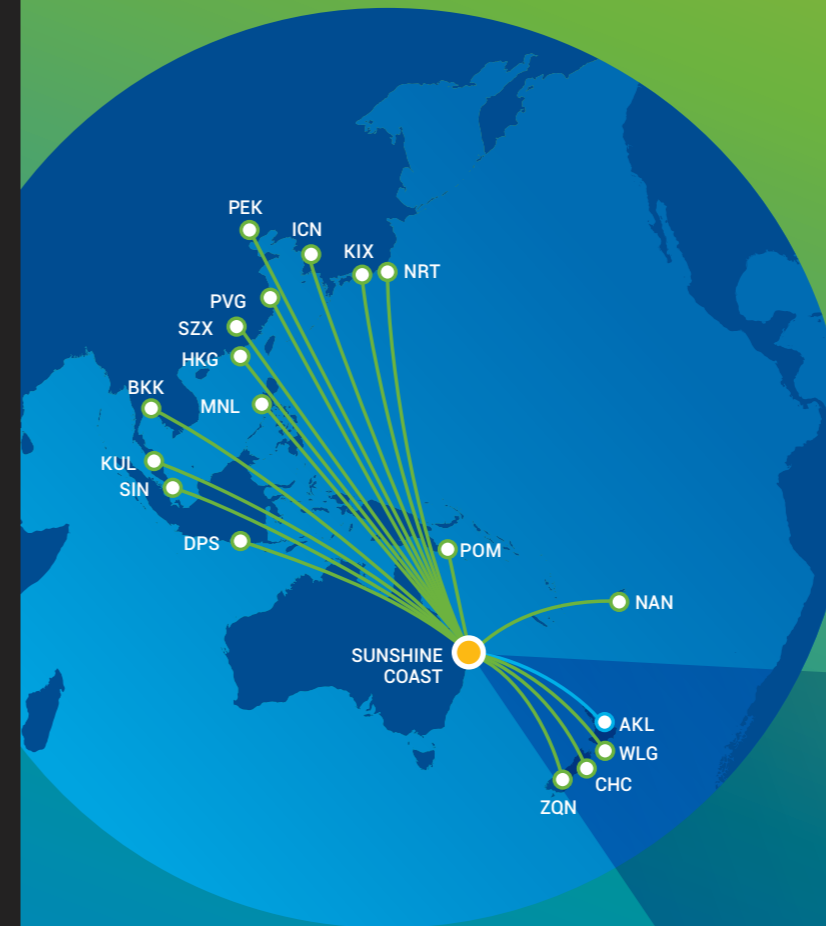 PEK
ICN
KIX
NRT
PVG
SZX
HKG
BKK
MNL
KUL
SIN
DPS
POM
NAN
SUNSHINE
COAST
AKL
WLG
CHC
ZQN